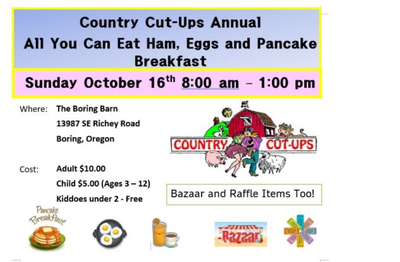 Country Cut-Ups Annual
All You Can Eat Ham, Eggs and Pancake
Breakfast
Sunday October 16th 8:00 am – 1:00 pm
Where: The Boring Barn
13987 SE Richey Road
Boring, Oregon
COUNTRY CUT-UPS
Cost: Adult $10.00
Child $5.00 (Ages 3 – 12)
Kiddoes under 2 - Free
Bazaar and Raffle Items Too!
Pancake
Breakfast
Bazaar